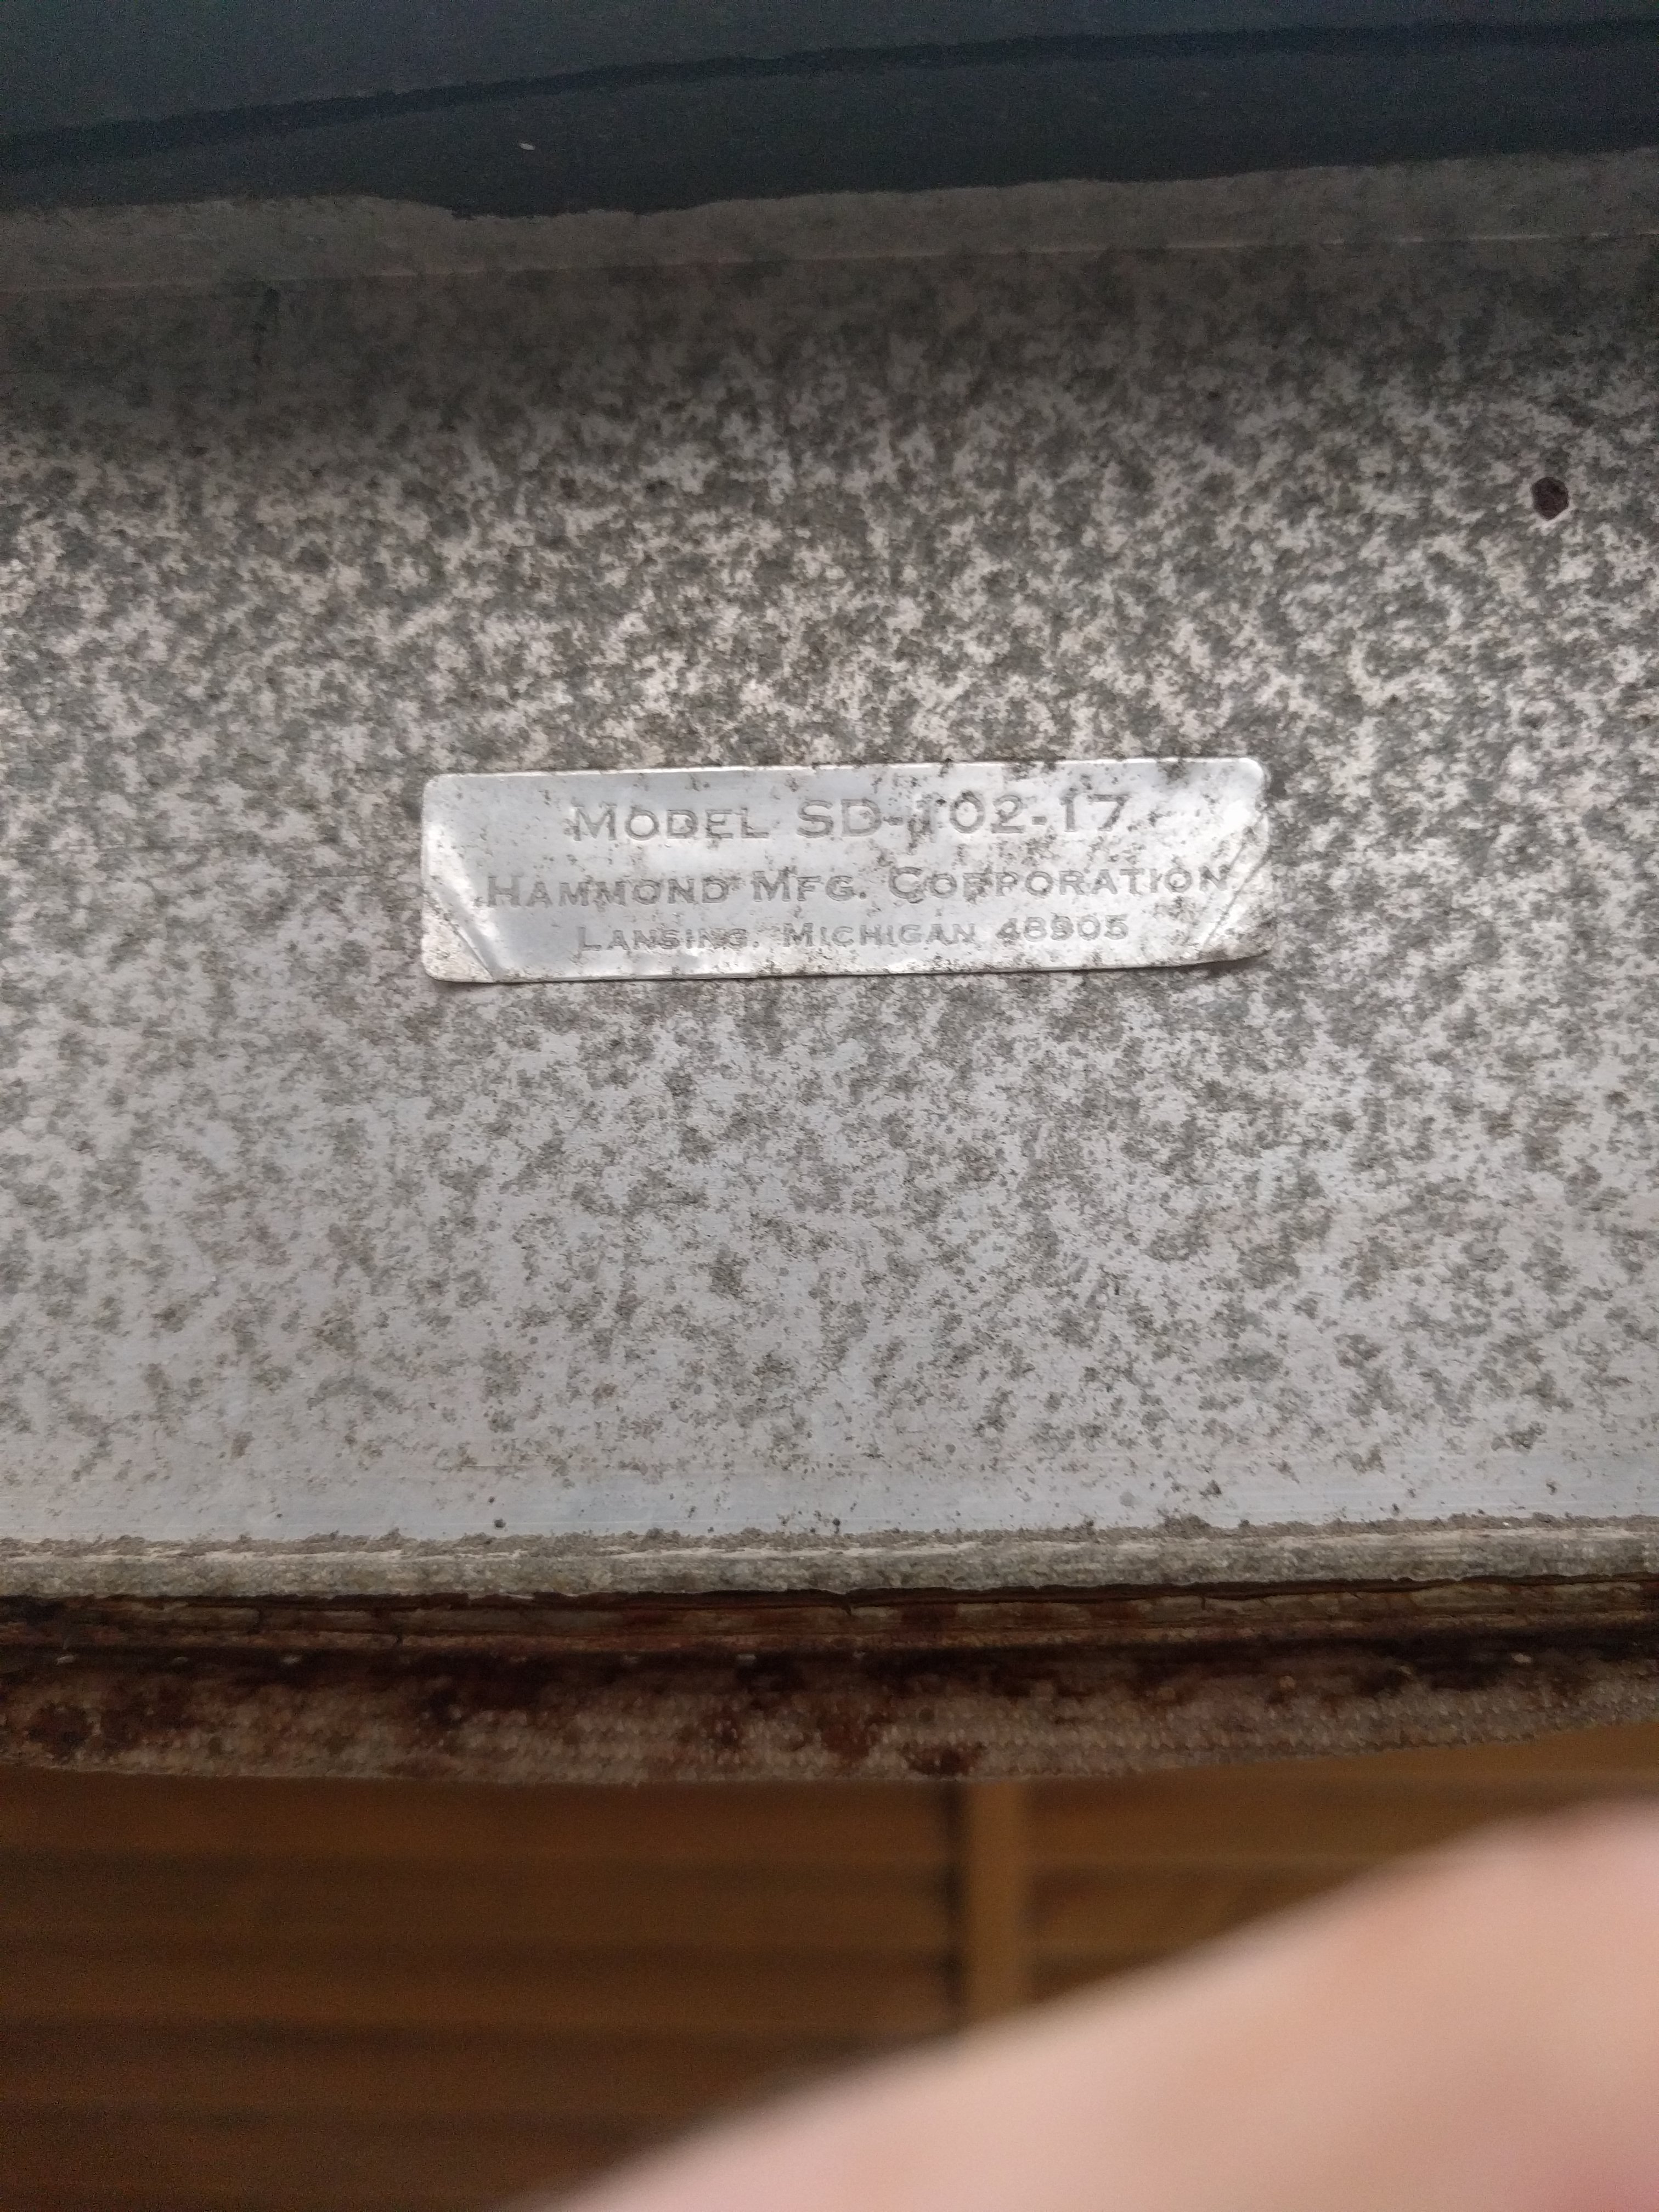 MODEL SD-102-17
HAMMOND MFG. CORPORATION
LANSING, MICHIGAN 48905